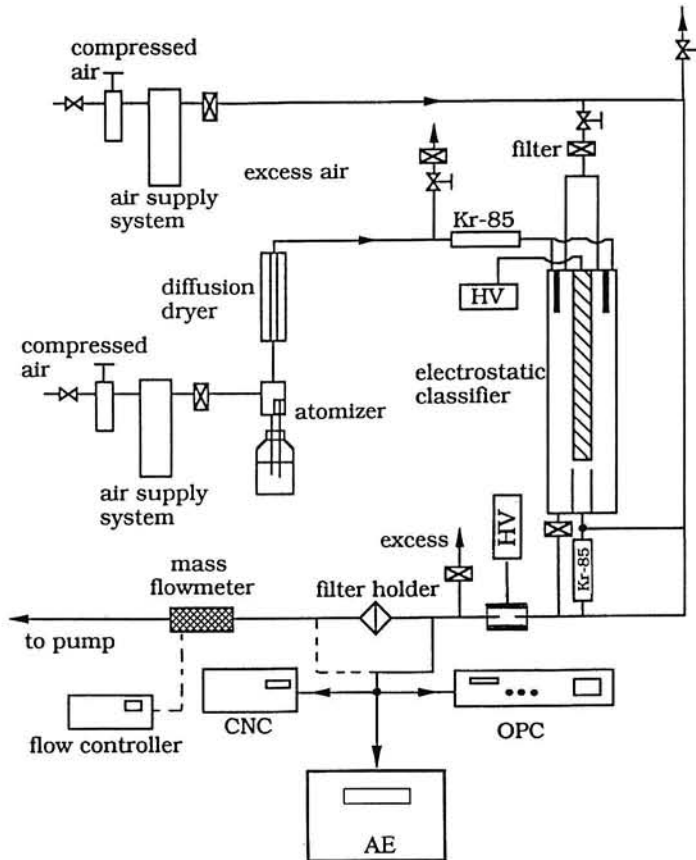 compressed
air
air supply
system
excess air
filter
Kr-85
HV
diffusion
dryer
compressed
air
electrostatic
classifier
atomizer
air supply
system
HV
excess
Kr-85
mass
flowmeter
filter holder
to pump
flow controller
CNC
OPC
AE